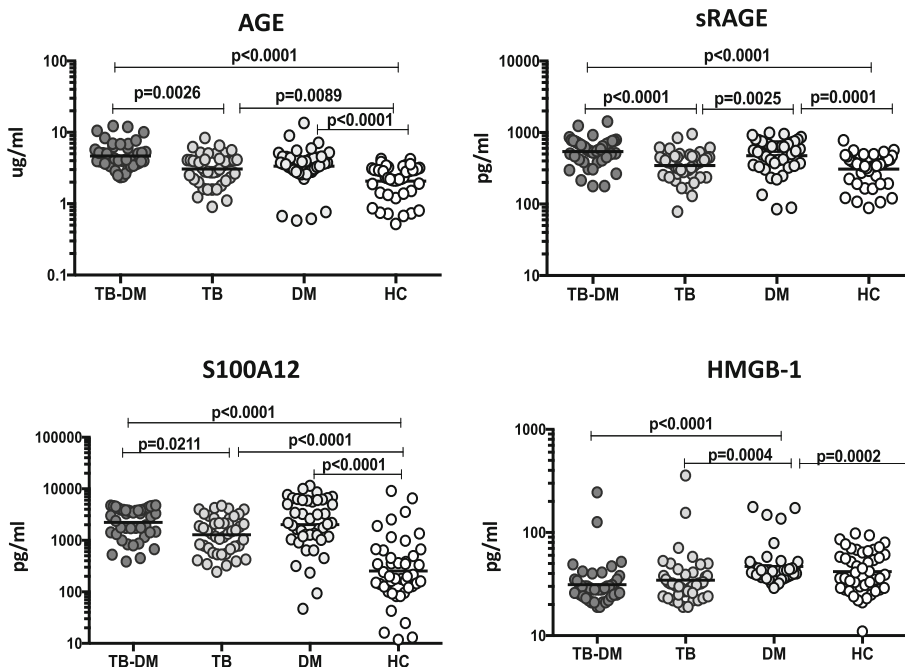 AGE
ug/ml
100
10
1
0.1
p<0.0001
p=0.0026
p=0.0089
p<0.0001
TB-DM TB DM HC
sRAGE
pg/ml
10000
1000
100
10
p<0.0001
p<0.0001 p=0.0025 p=0.0001
TB-DM TB DM HC
S100A12
pg/ml
100000
10000
1000
100
10
p<0.0001
p=0.0211 p<0.0001
p<0.0001
TB-DM TB DM HC
HMGB-1
pg/ml
1000
100
10
p<0.0001
p=0.0004 p=0.0002
TB-DM TB DM HC